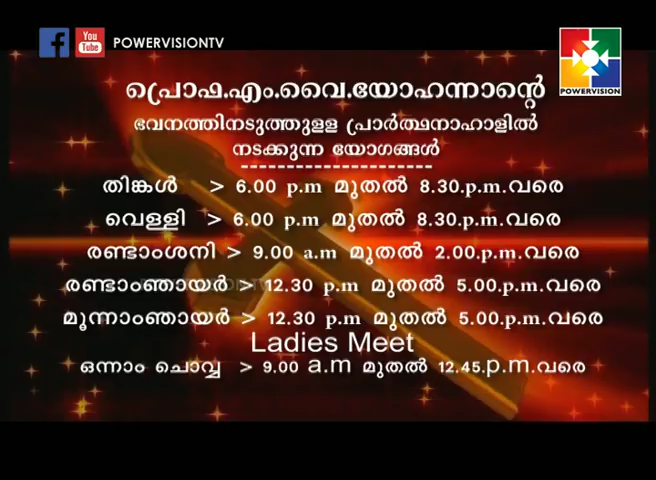 POWERVISIONTV
POWERVISION
പ്രൊഫ.എം.വൈ.യോഹന്നാന്റെ
ഭവനത്തിനടുത്തുളള പ്രാർത്ഥനാഹാളിൽ
നടക്കുന്ന യോഗങ്ങൾ
തിങ്കൾ > 6.00 p.m മുതൽ 8.30.p.m.വരെ
വെള്ളി > 6.00 p.m മുതൽ 8.30.p.m.വരെ
രണ്ടാംശനി > 9.00 a.m മുതൽ 2.00.p.m.വരെ
രണ്ടാംഞായർ > 12.30 p.m മുതൽ 5.00.p.m.വരെ
മൂന്നാംഞായർ > 12.30 p.m മുതൽ 5.00.p.m.വരെ
Ladies Meet
ഒന്നാം ചൊവ്വ > 9.00 a.m മുതൽ 12.45.p.m.വരെ